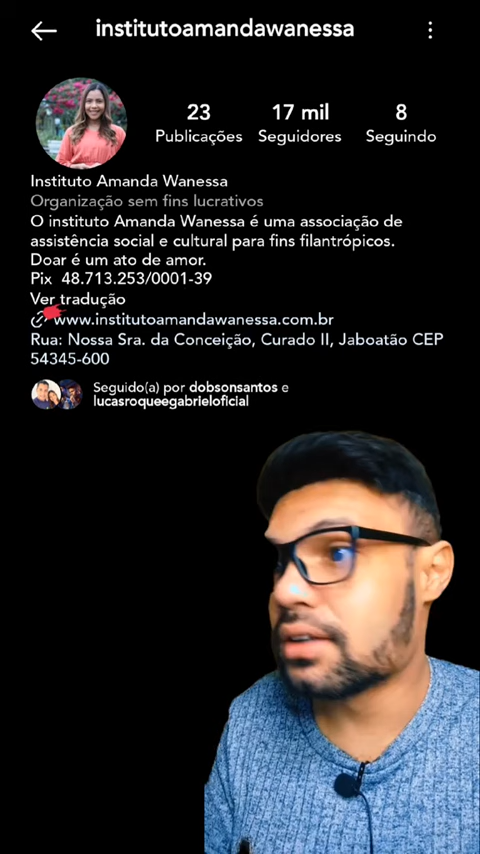 institutoamandawanessa
23 17 mil 8
Publicações Seguidores Seguindo
Instituto Amanda Wanessa
Organização sem fins lucrativos
O instituto Amanda Wanessa é uma associação de
assistência social e cultural para fins filantrópicos.
Doar é um ato de amor.
Pix 48.713.253/0001-39
Ver tradução
www.institutoamandawanessa.com.br
Rua: Nossa Sra. da Conceição, Curado II, Jaboatão CEP
54345-600
Seguido(a) por dobsonsantos e
lucasroqueegabrieloficial